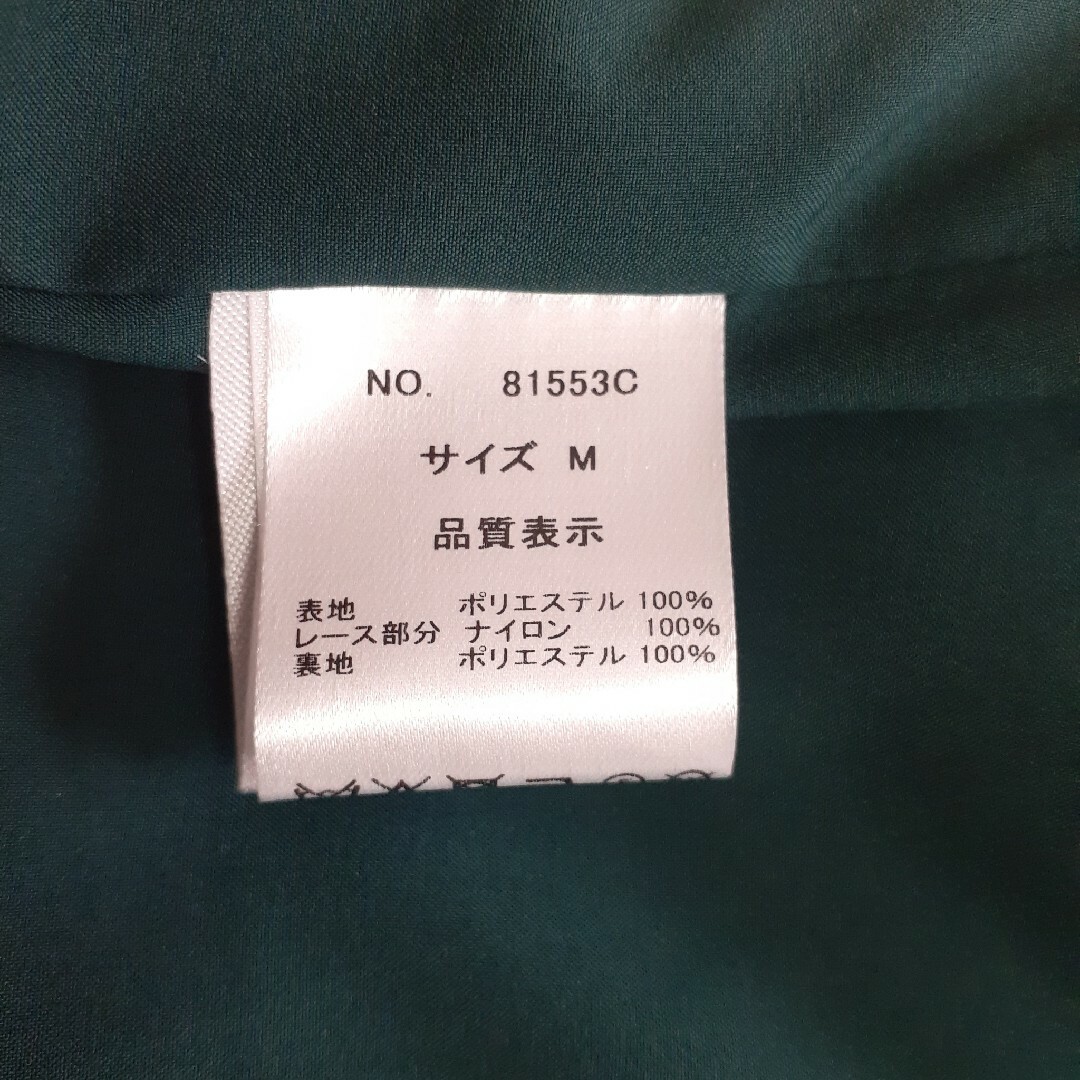 NO. 81553C
サイズ M
品質表示
表地 ポリエステル 100%
レース部分 ナイロン 100%
裏地 ポリエステル 100%